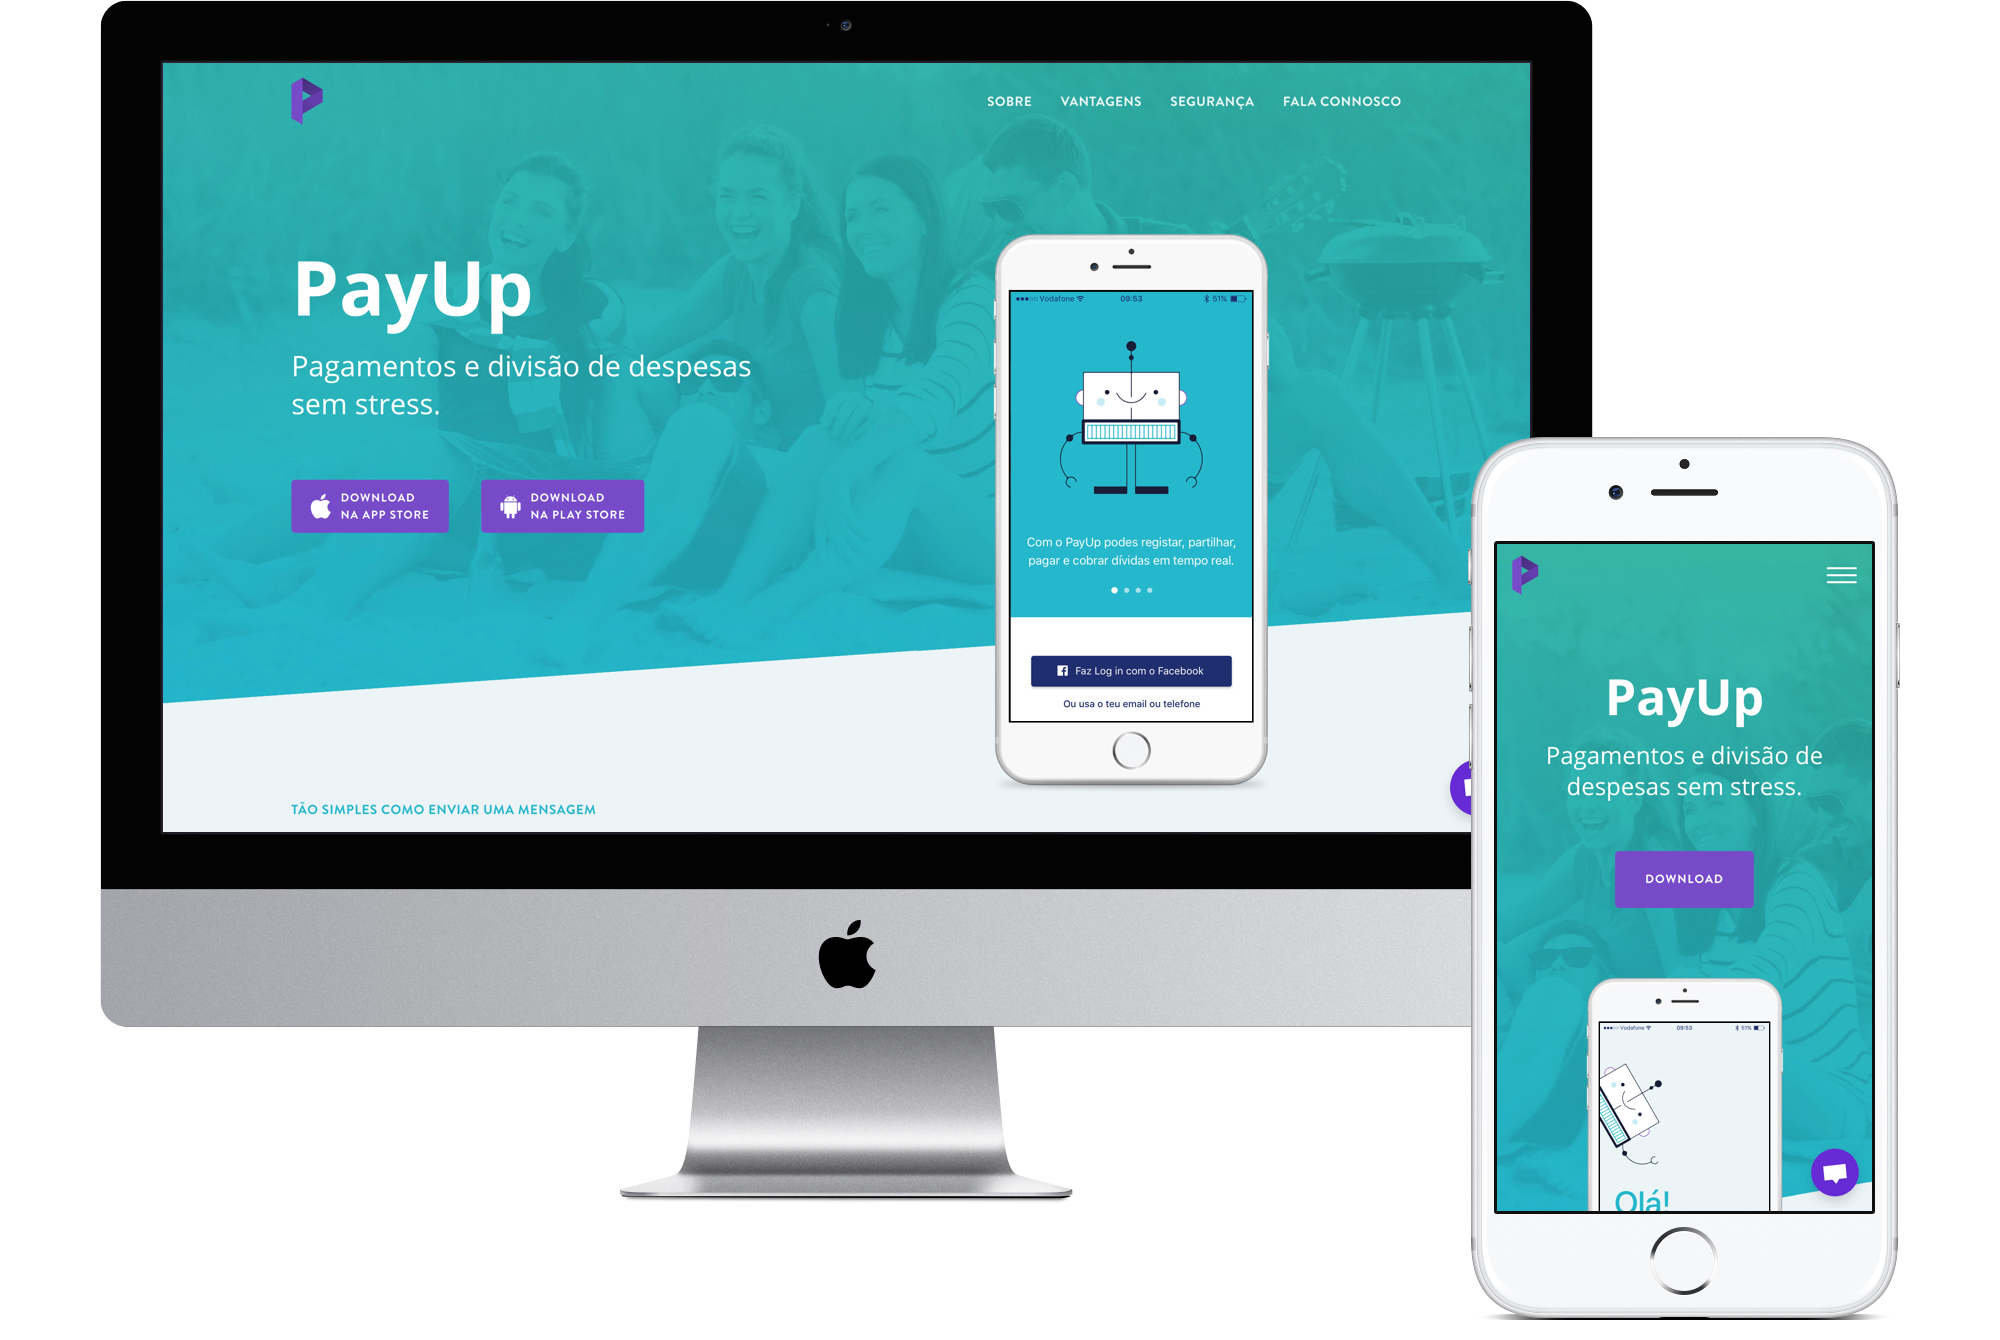 SOBRE VANTAGENS SEGURANÇA FALA CONNOSCO
PayUp
Pagamentos e divisão de despesas
sem stress.
DOWNLOAD
NA APP STORE
DOWNLOAD
NA PLAY STORE
TÃO SIMPLES COMO ENVIAR UMA MENSAGEM
Vodafone 09:53 51%
Com o PayUp podes registar, partilhar,
pagar e cobrar dívidas em tempo real.
Faz Log in com o Facebook
Ou usa o teu email ou telefone
PayUp
Pagamentos e divisão de
despesas sem stress.
DOWNLOAD
Vodafone 09:53 51%
Olá!